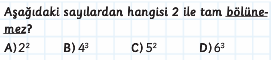 Aşağıdaki sayılardan hangisi 2 ile tam bölüne-
mez?
A) 2² B) 4³ C) 5² D) 6³